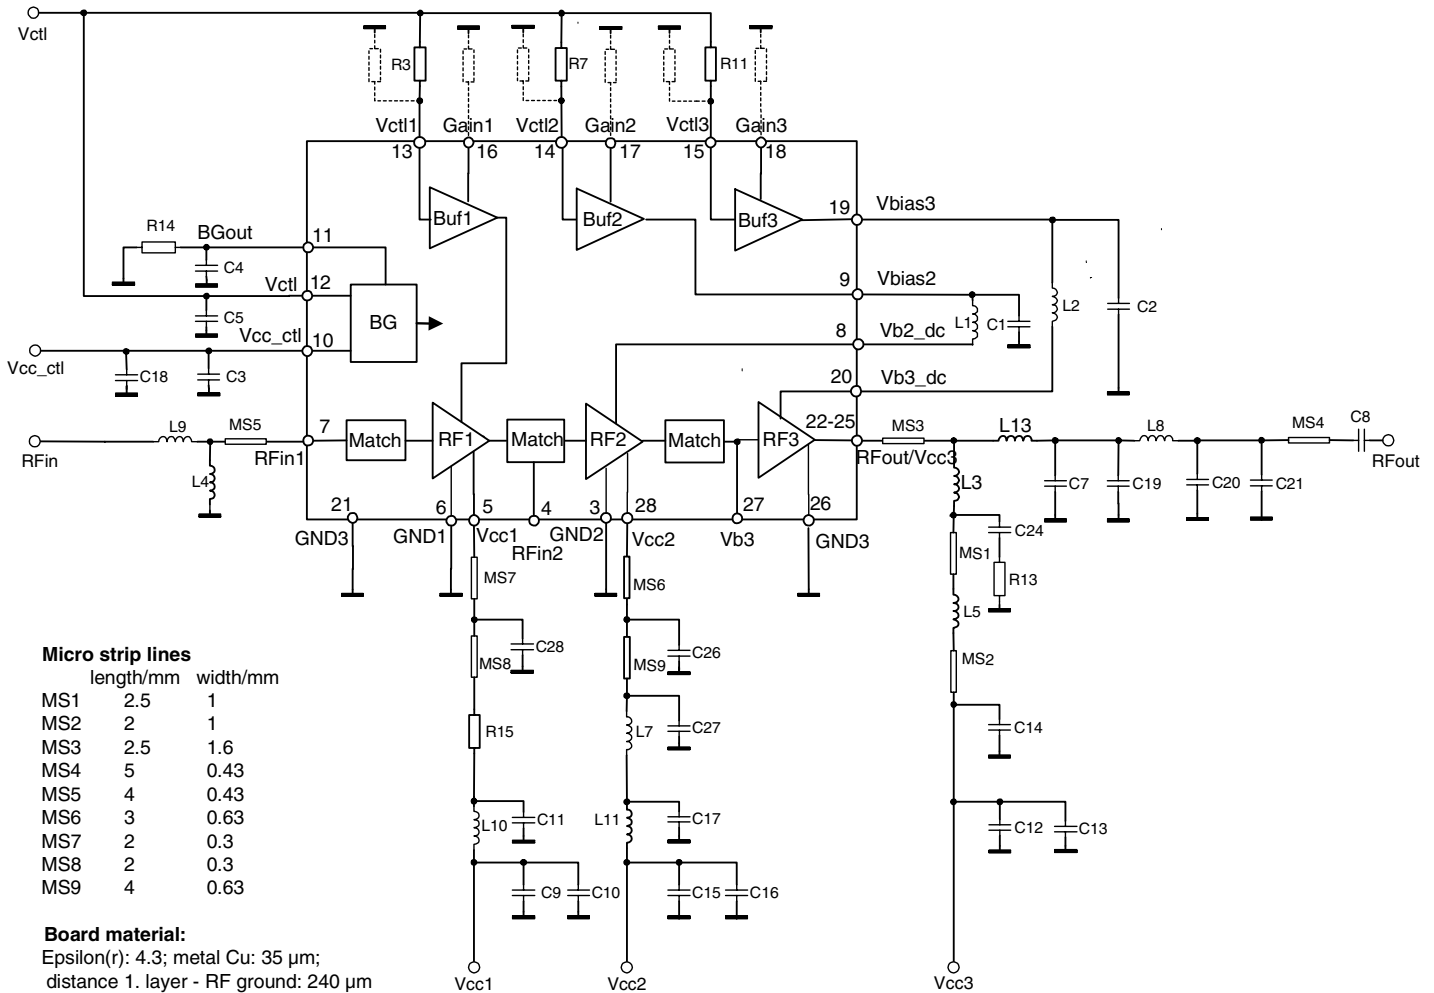 Vctl
R3
R7
R11
Vctl1
Gain1
Vctl2
Gain2
Vctl3
Gain3
13
16
14
17
15
18
Buf1
Buf2
Buf3
19
Vbias3
R14
BGout
11
C4
Vctl
12
C5
BG
9
Vbias2
L1
C1
L2
C2
Vcc_ctl
10
Vcc_ctl
C18
C3
8
Vb2_dc
20
Vb3_dc
RFin
L9
MS5
L4
RFin1
7
Match
RF1
Match
RF2
Match
RF3
22-25
RFout/Vcc3
MS3
L13
L8
MS4
C8
RFout
C7
C19
C20
C21
L3
21
GND3
6
GND1
5
Vcc1
4
RFin2
3
GND2
28
Vcc2
27
Vb3
26
GND3
C24
MS1
R13
L5
MS2
C14
C12
C13
Vcc3
MS7
C28
MS8
R15
C11
L10
C9
C10
Vcc1
MS6
C26
MS9
L7
C27
L11
C17
C15
C16
Vcc2
Micro strip lines
length/mm width/mm
MS1 2.5 1
MS2 2 1
MS3 2.5 1.6
MS4 5 0.43
MS5 4 0.43
MS6 3 0.63
MS7 2 0.3
MS8 2 0.3
MS9 4 0.63
Board material:
Epsilon(r): 4.3; metal Cu: 35 µm;
distance 1. layer - RF ground: 240 µm